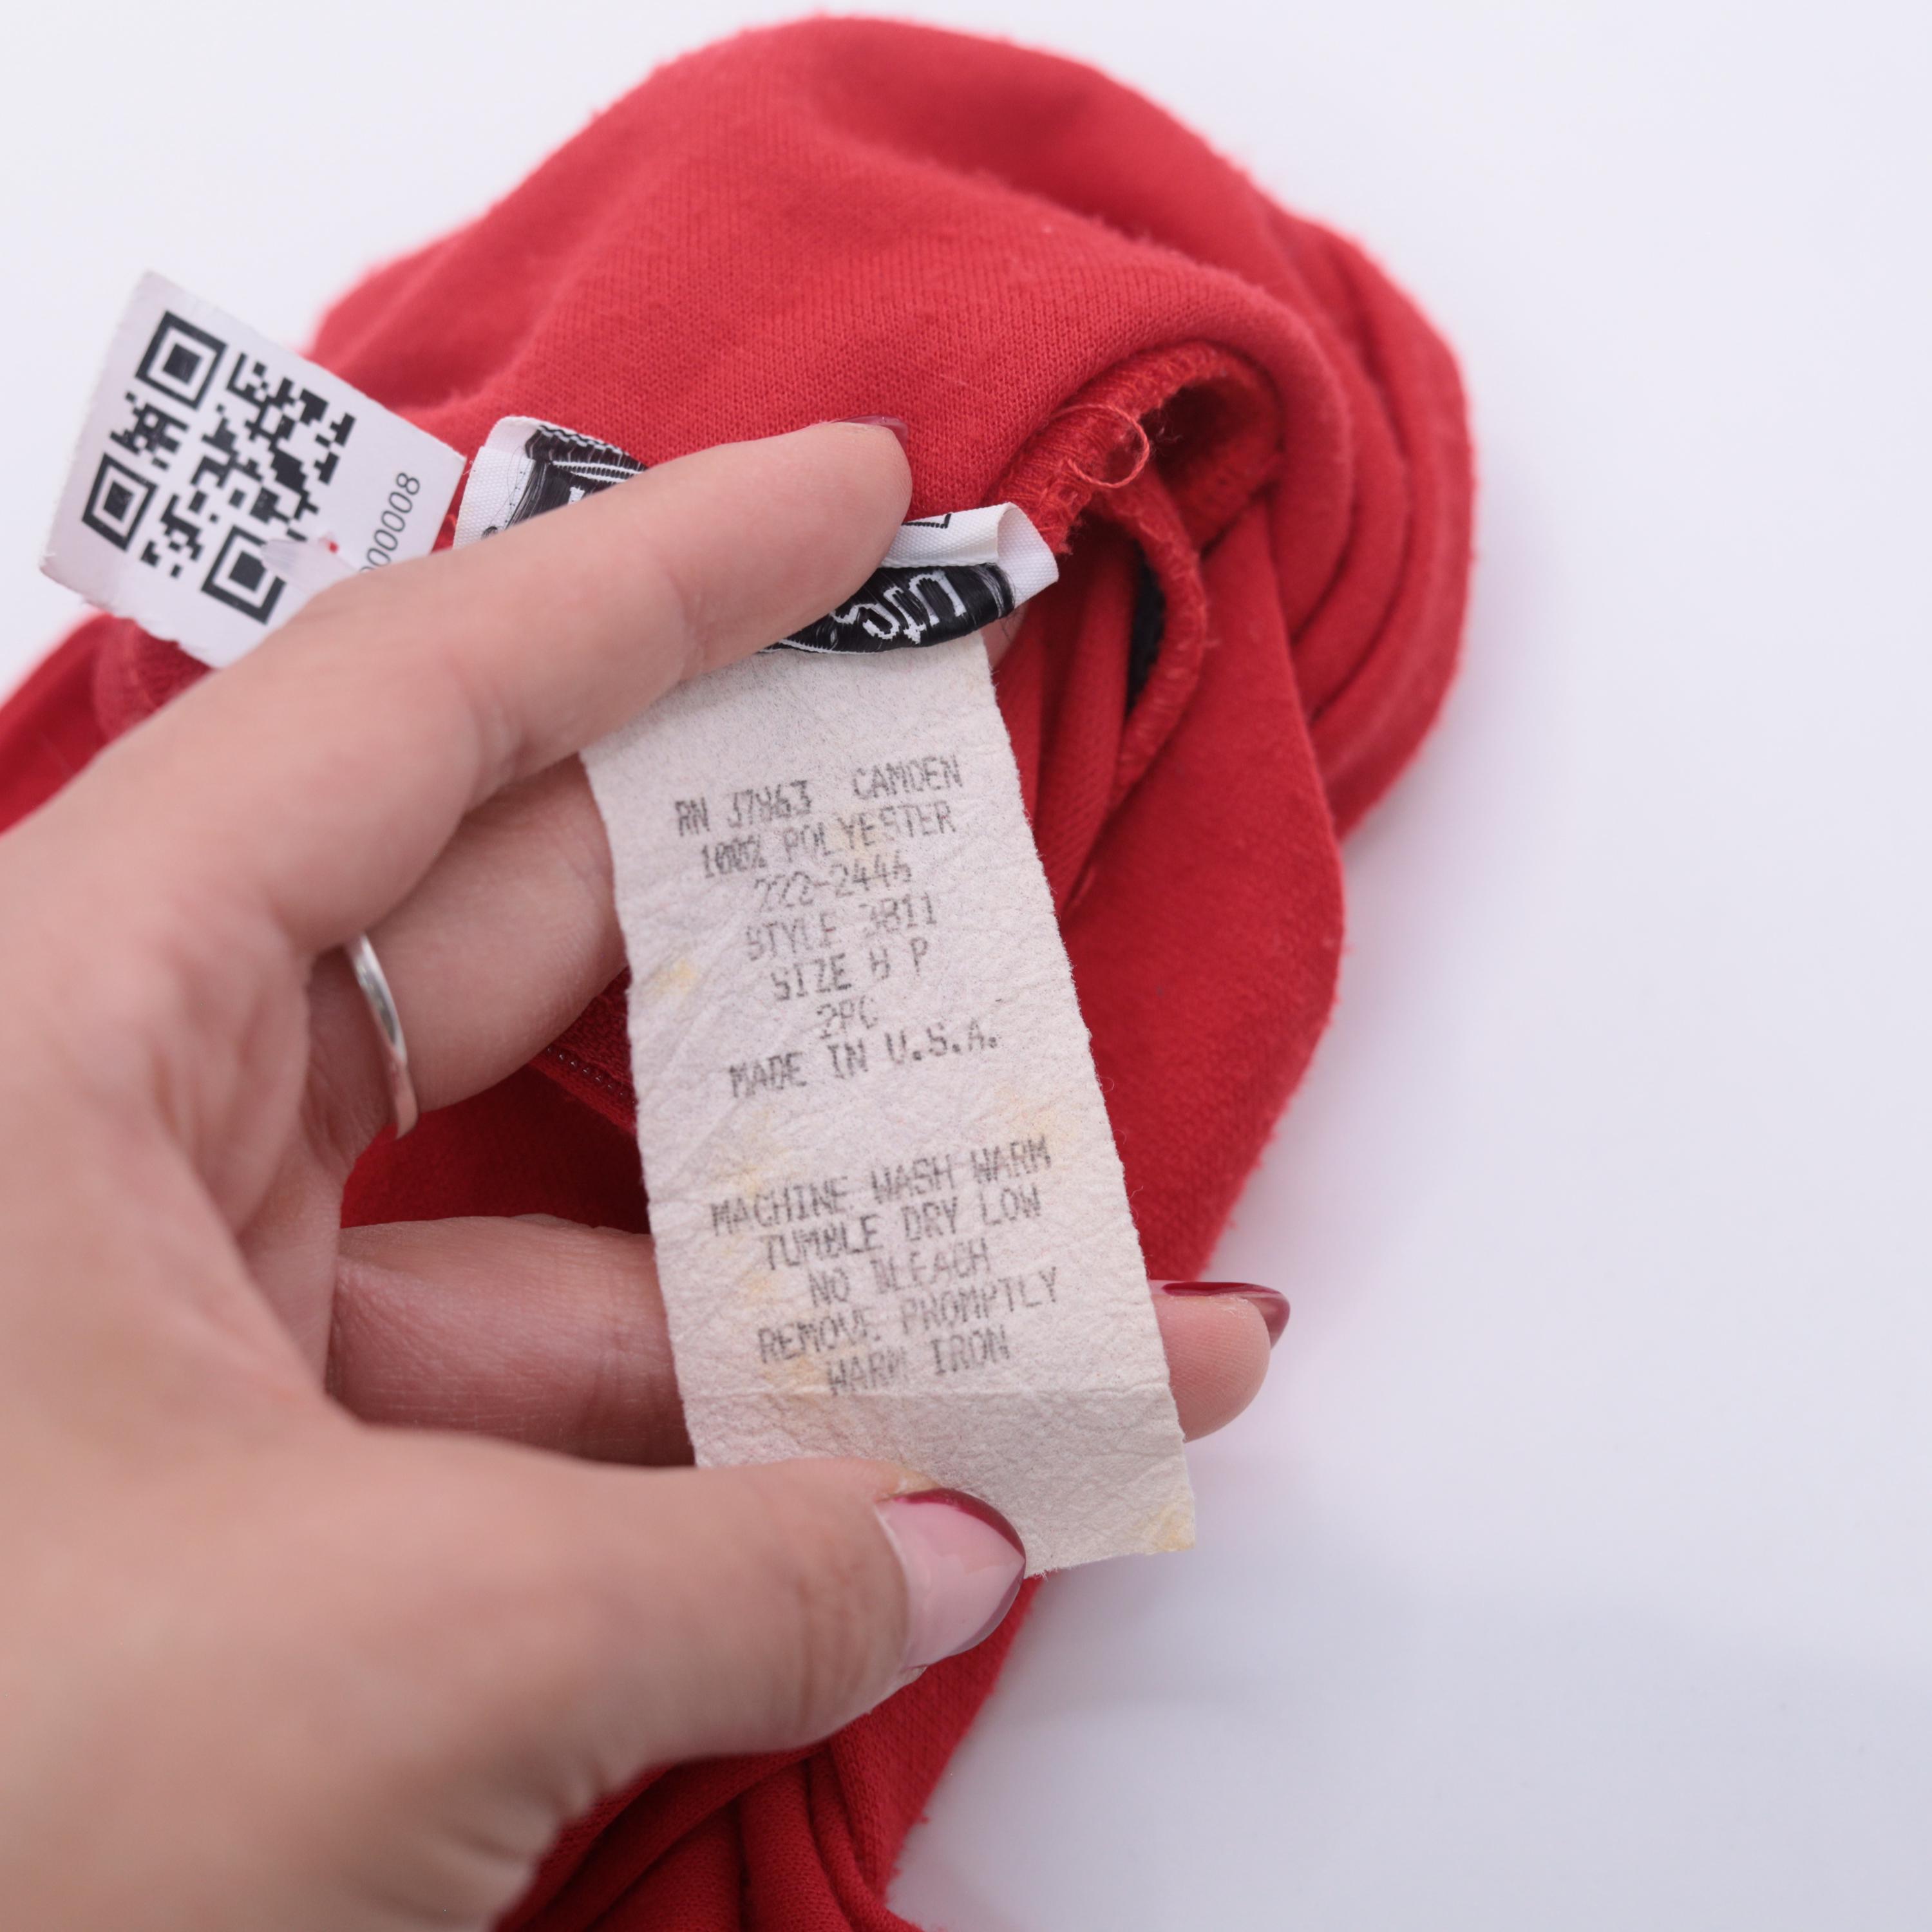 000008
RN 37863 CAMDEN
100% POLYESTER
222-2446
STYLE 3811
SIZE 8 P
2PC
MADE IN U.S.A.
MACHINE WASH WARM
TUMBLE DRY LOW
NO BLEACH
REMOVE PROMPTLY
WARM IRON